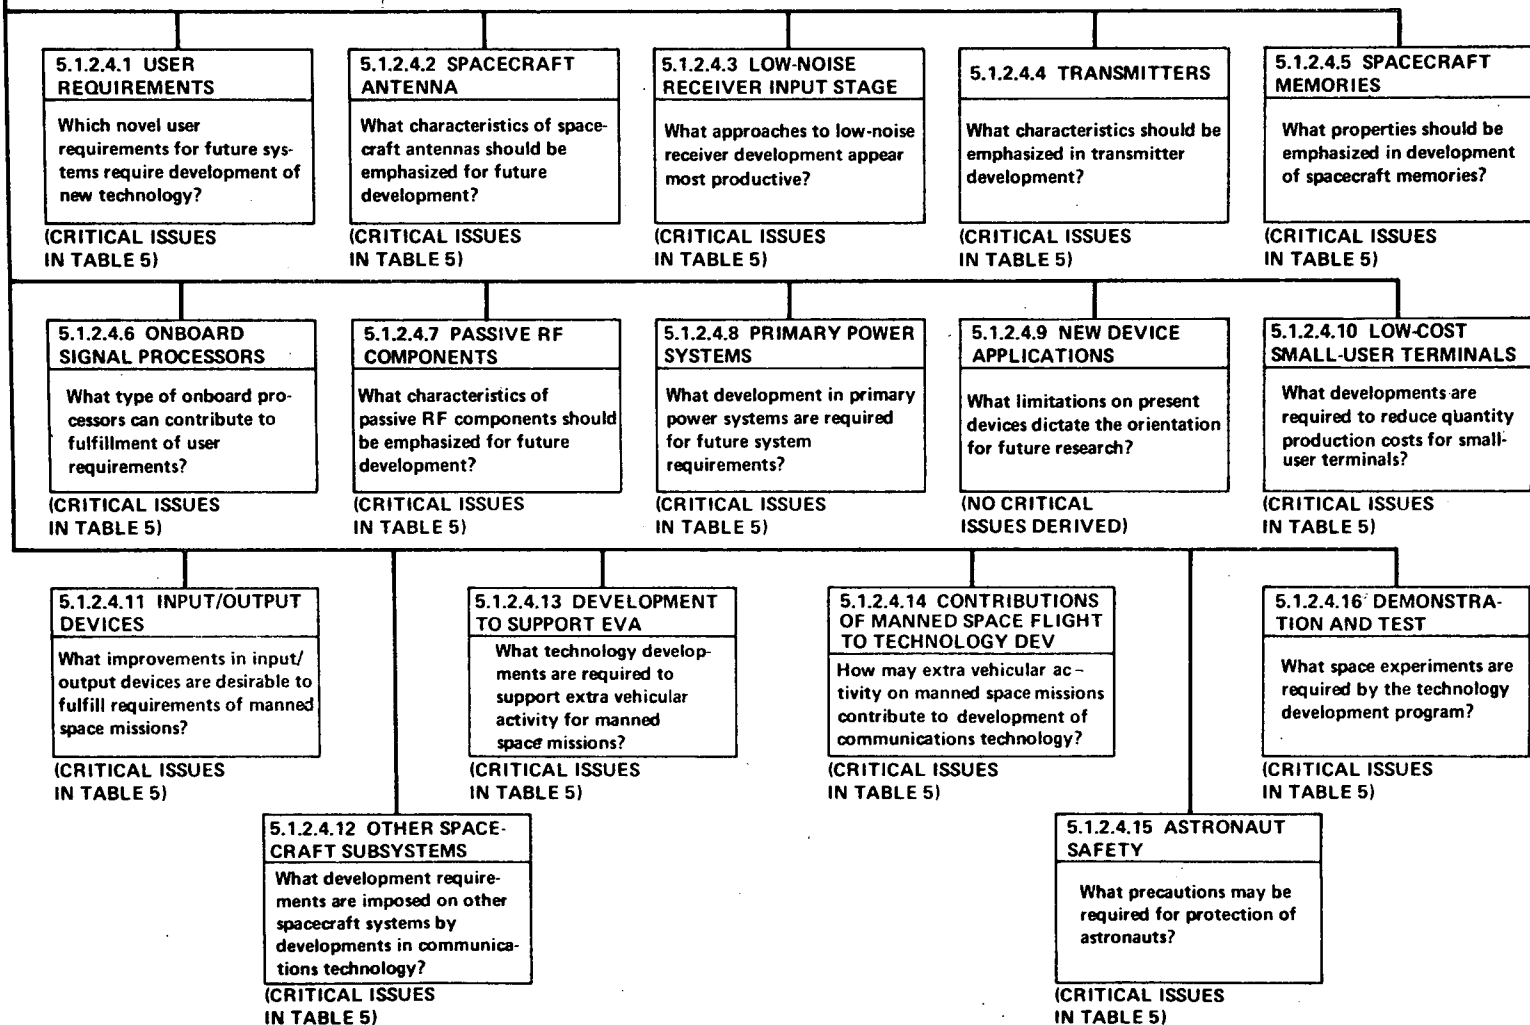 5.1.2.4.1 USER
REQUIREMENTS
Which novel user
requirements for future sys-
tems require development of
new technology?
(CRITICAL ISSUES
IN TABLE 5)
5.1.2.4.2 SPACECRAFT
ANTENNA
What characteristics of space-
craft antennas should be
emphasized for future
development?
(CRITICAL ISSUES
IN TABLE 5)
5.1.2.4.3 LOW-NOISE
RECEIVER INPUT STAGE
What approaches to low-noise
receiver development appear
most productive?
(CRITICAL ISSUES
IN TABLE 5)
5.1.2.4.4 TRANSMITTERS
What characteristics should be
emphasized in transmitter
development?
(CRITICAL ISSUES
IN TABLE 5)
5.1.2.4.5 SPACECRAFT
MEMORIES
What properties should be
emphasized in development
of spacecraft memories?
(CRITICAL ISSUES
IN TABLE 5)
5.1.2.4.6 ONBOARD
SIGNAL PROCESSORS
What type of onboard pro-
cessors can contribute to
fulfillment of user
requirements?
(CRITICAL ISSUES
IN TABLE 5)
5.1.2.4.7 PASSIVE RF
COMPONENTS
What characteristics of
passive RF components should
be emphasized for future
development?
(CRITICAL ISSUES
IN TABLE 5)
5.1.2.4.8 PRIMARY POWER
SYSTEMS
What development in primary
power systems are required
for future system
requirements?
(CRITICAL ISSUES
IN TABLE 5)
5.1.2.4.9 NEW DEVICE
APPLICATIONS
What limitations on present
devices dictate the orientation
for future research?
(NO CRITICAL
ISSUES DERIVED)
5.1.2.4.10 LOW-COST
SMALL-USER TERMINALS
What developments are
required to reduce quantity
production costs for small-
user terminals?
(CRITICAL ISSUES
IN TABLE 5)
5.1.2.4.11 INPUT/OUTPUT
DEVICES
What improvements in input/
output devices are desirable to
fulfill requirements of manned
space missions?
(CRITICAL ISSUES
IN TABLE 5)
5.1.2.4.12 OTHER SPACE-
CRAFT SUBSYSTEMS
What development require-
ments are imposed on other
spacecraft systems by
developments in communica-
tions technology?
(CRITICAL ISSUES
IN TABLE 5)
5.1.2.4.13 DEVELOPMENT
TO SUPPORT EVA
What technology develop-
ments are required to
support extra vehicular
activity for manned
space missions?
(CRITICAL ISSUES
IN TABLE 5)
5.1.2.4.14 CONTRIBUTIONS
OF MANNED SPACE FLIGHT
TO TECHNOLOGY DEV
How may extra vehicular ac-
tivity on manned space missions
contribute to development of
communications technology?
(CRITICAL ISSUES
IN TABLE 5)
5.1.2.4.15 ASTRONAUT
SAFETY
What precautions may be
required for protection of
astronauts?
(CRITICAL ISSUES
IN TABLE 5)
5.1.2.4.16 DEMONSTRA-
TION AND TEST
What space experiments are
required by the technology
development program?
(CRITICAL ISSUES
IN TABLE 5)